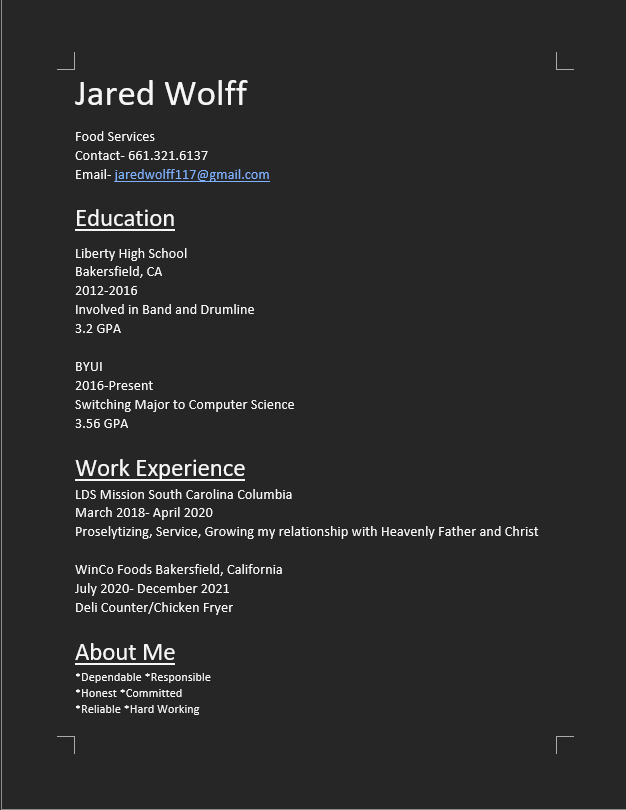 Jared Wolff
Food Services
Contact- 661.321.6137
Email- jaredwolff117@gmail.com
Education
Liberty High School
Bakersfield, CA
2012-2016
Involved in Band and Drumline
3.2 GPA
BYUI
2016-Present
Switching Major to Computer Science
3.56 GPA
Work Experience
LDS Mission South Carolina Columbia
March 2018- April 2020
Proselytizing, Service, Growing my relationship with Heavenly Father and Christ
WinCo Foods Bakersfield, California
July 2020- December 2021
Deli Counter/Chicken Fryer
About Me
*Dependable *Responsible
*Honest *Committed
*Reliable *Hard Working